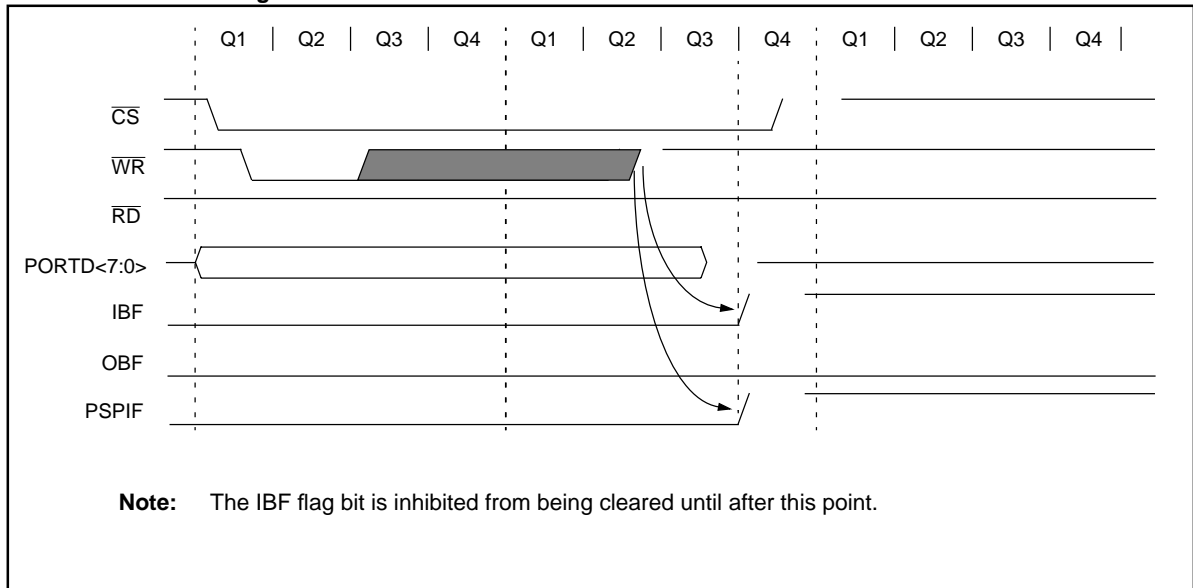 Q1 | Q2 | Q3 | Q4 Q1 | Q2 | Q3 Q4 Q1 | Q2 | Q3 | Q4 |
CS
WR
RD
PORTD<7:0>
IBF
OBF
PSPIF
Note: The IBF flag bit is inhibited from being cleared until after this point.